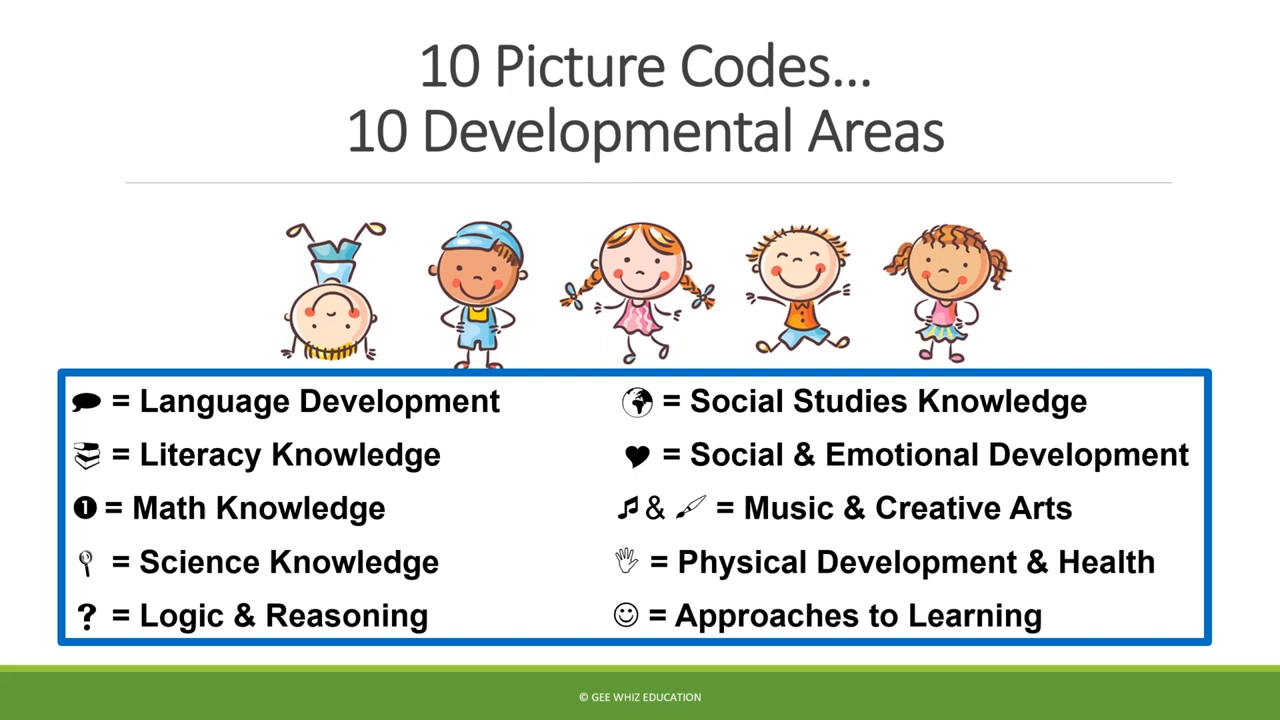 10 Picture Codes...
10 Developmental Areas
= Language Development
= Literacy Knowledge
1 = Math Knowledge
= Science Knowledge
? = Logic & Reasoning
= Social Studies Knowledge
= Social & Emotional Development
& = Music & Creative Arts
= Physical Development & Health
= Approaches to Learning
© GEE WHIZ EDUCATION